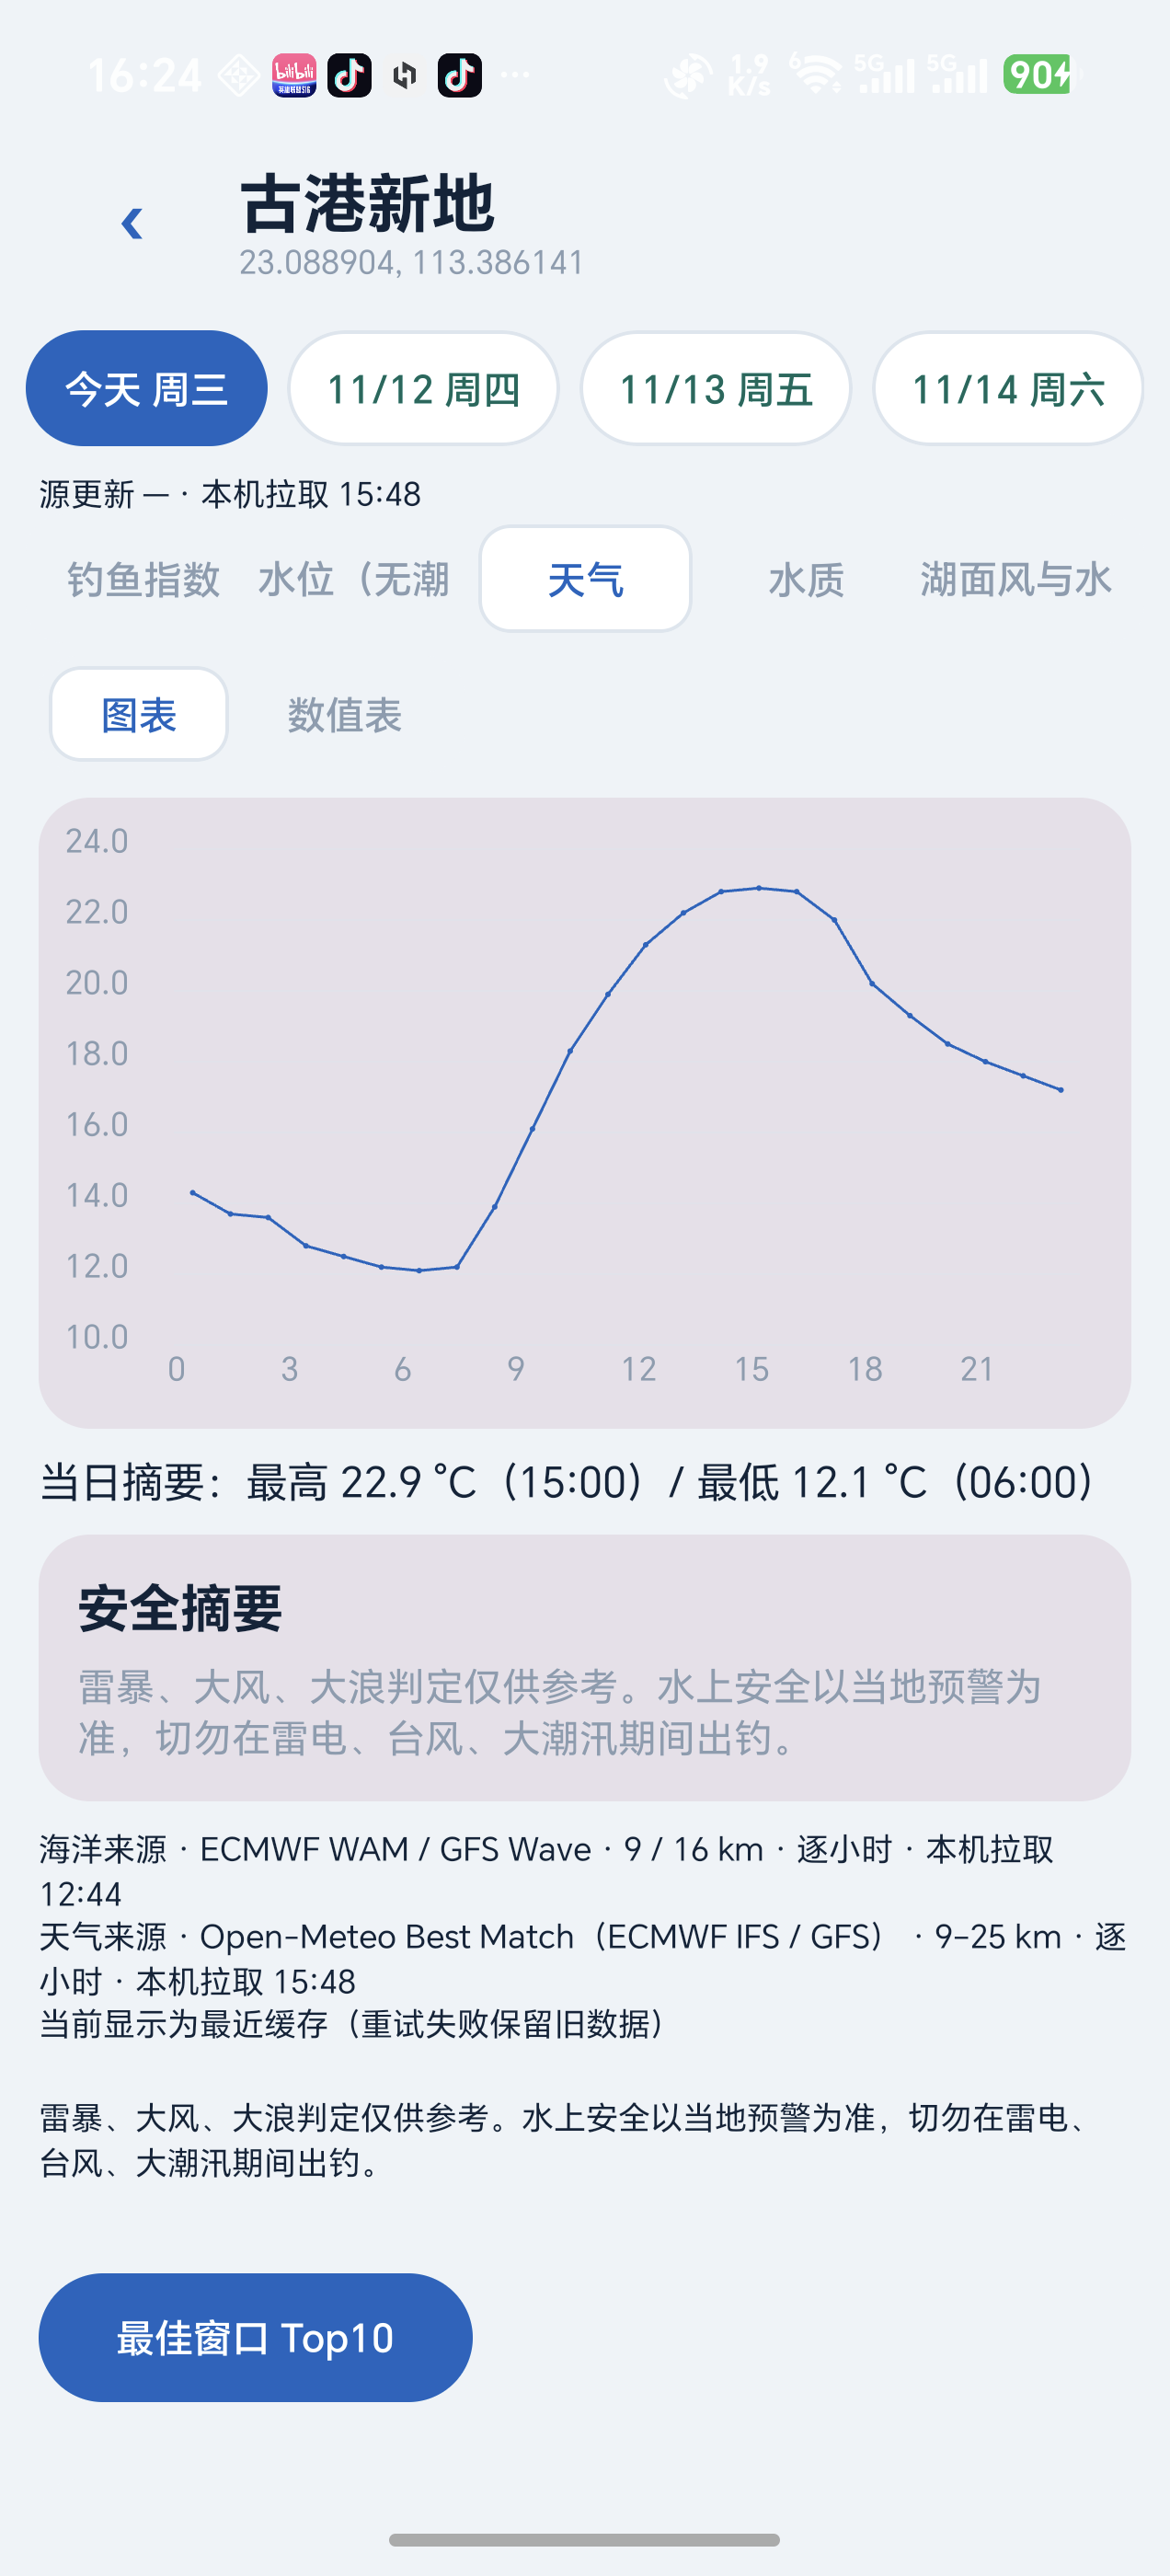 16:24
bilibili
1.9
K/s
6
5G
5G
90
古港新地
23.088904, 113.386141
今天 周三
11/12 周四
11/13 周五
11/14 周六
源更新 — · 本机拉取 15:48
钓鱼指数
水位（无潮
天气
水质
湖面风与水
图表
数值表
24.0
22.0
20.0
18.0
16.0
14.0
12.0
10.0
0 3 6 9 12 15 18 21
当日摘要：最高 22.9 °C（15:00）/ 最低 12.1 °C（06:00）
安全摘要
雷暴、大风、大浪判定仅供参考。水上安全以当地预警为
准，切勿在雷电、台风、大潮汛期间出钓。
海洋来源 · ECMWF WAM / GFS Wave · 9 / 16 km · 逐小时 · 本机拉取
12:44
天气来源 · Open-Meteo Best Match（ECMWF IFS / GFS） · 9–25 km · 逐
小时 · 本机拉取 15:48
当前显示为最近缓存（重试失败保留旧数据）
雷暴、大风、大浪判定仅供参考。水上安全以当地预警为准，切勿在雷电、
台风、大潮汛期间出钓。
最佳窗口 Top10